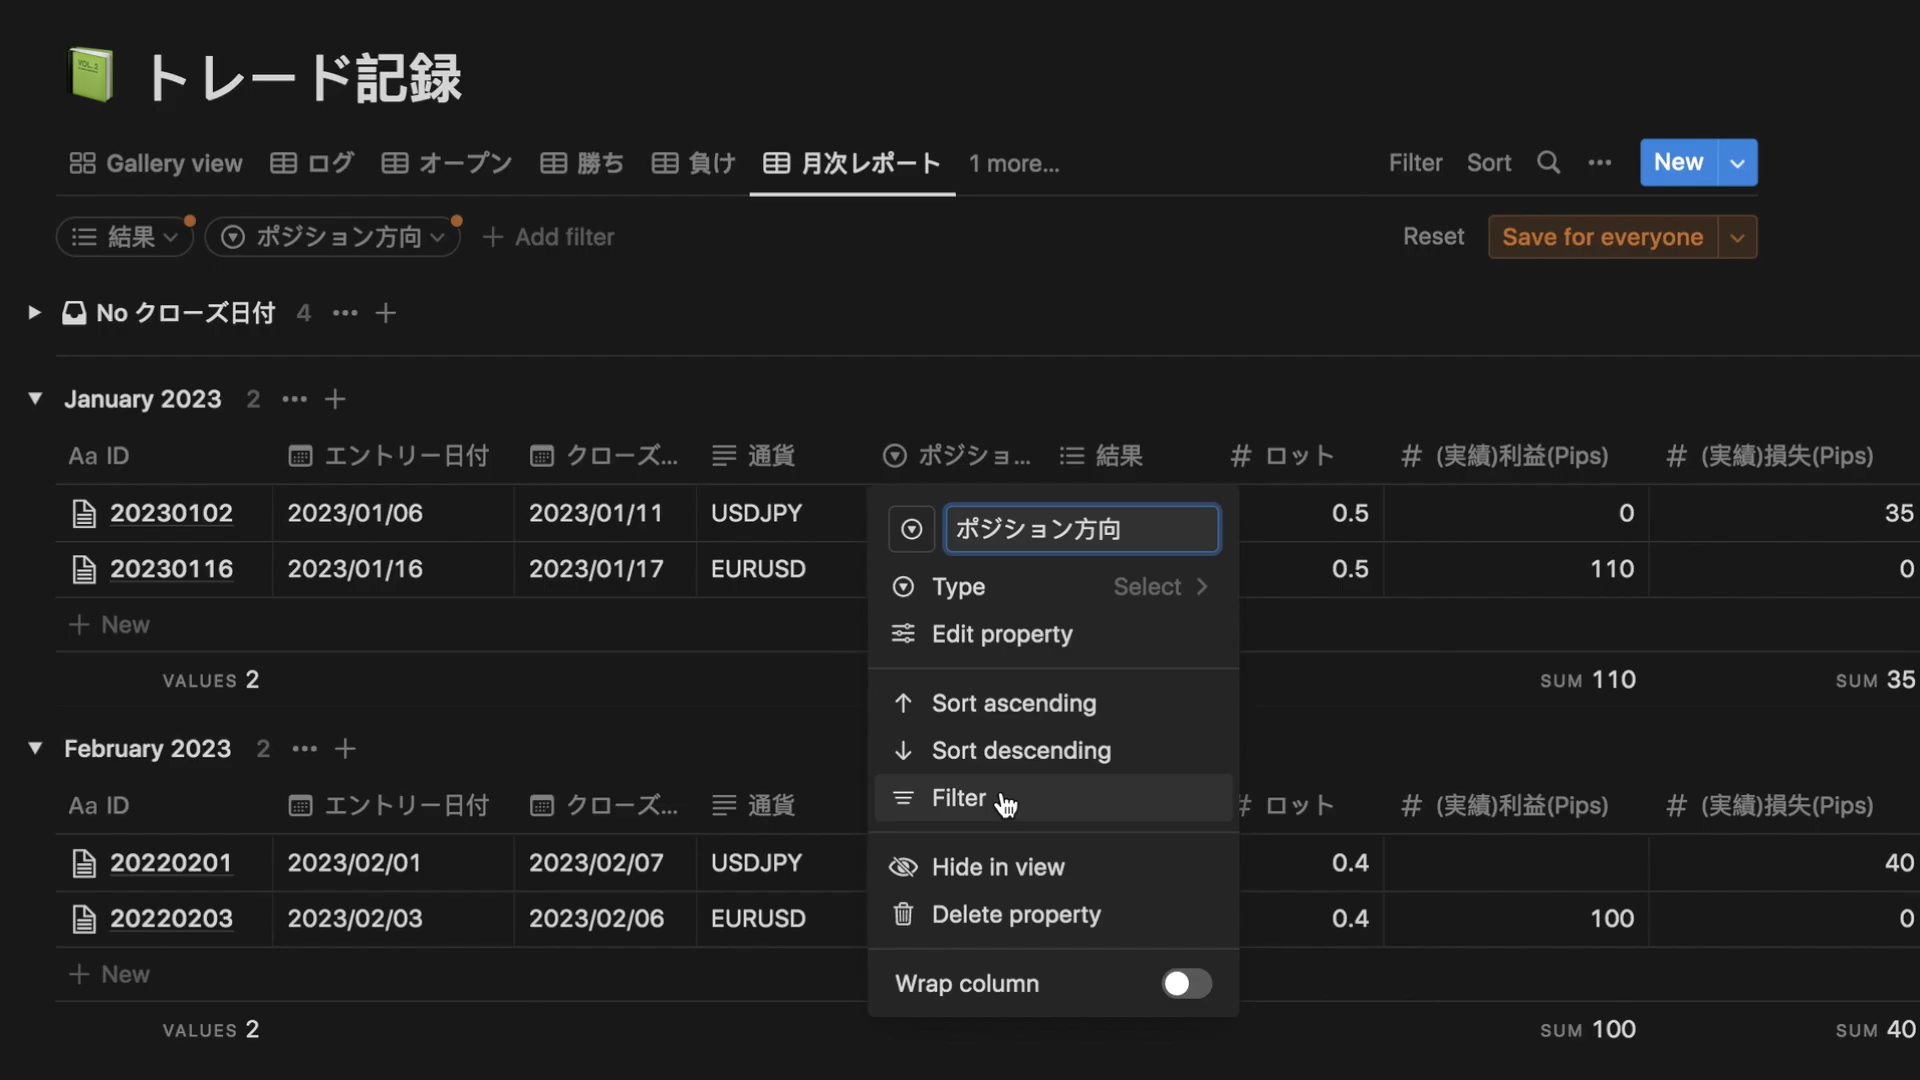 VOL. 2
トレード記録
Gallery view ログ オープン 勝ち 負け 月次レポート 1 more...
Filter Sort ••• New
結果 ポジション方向 + Add filter
Reset Save for everyone
No クローズ日付 4 ••• +
January 2023 2 ••• +
Aa ID エントリー日付 クローズ... 通貨 ポジショ... 結果 # ロット # (実績)利益(Pips) # (実績)損失(Pips)
20230102 2023/01/06 2023/01/11 USDJPY 0.5 0 35
20230116 2023/01/16 2023/01/17 EURUSD 0.5 110 0
+ New
VALUES 2 SUM 110 SUM 35
February 2023 2 ••• +
Aa ID エントリー日付 クローズ... 通貨 # ロット # (実績)利益(Pips) # (実績)損失(Pips)
20220201 2023/02/01 2023/02/07 USDJPY 0.4 40
20220203 2023/02/03 2023/02/06 EURUSD 0.4 100 0
+ New
VALUES 2 SUM 100 SUM 40
ポジション方向
Type Select
Edit property
Sort ascending
Sort descending
Filter
Hide in view
Delete property
Wrap column